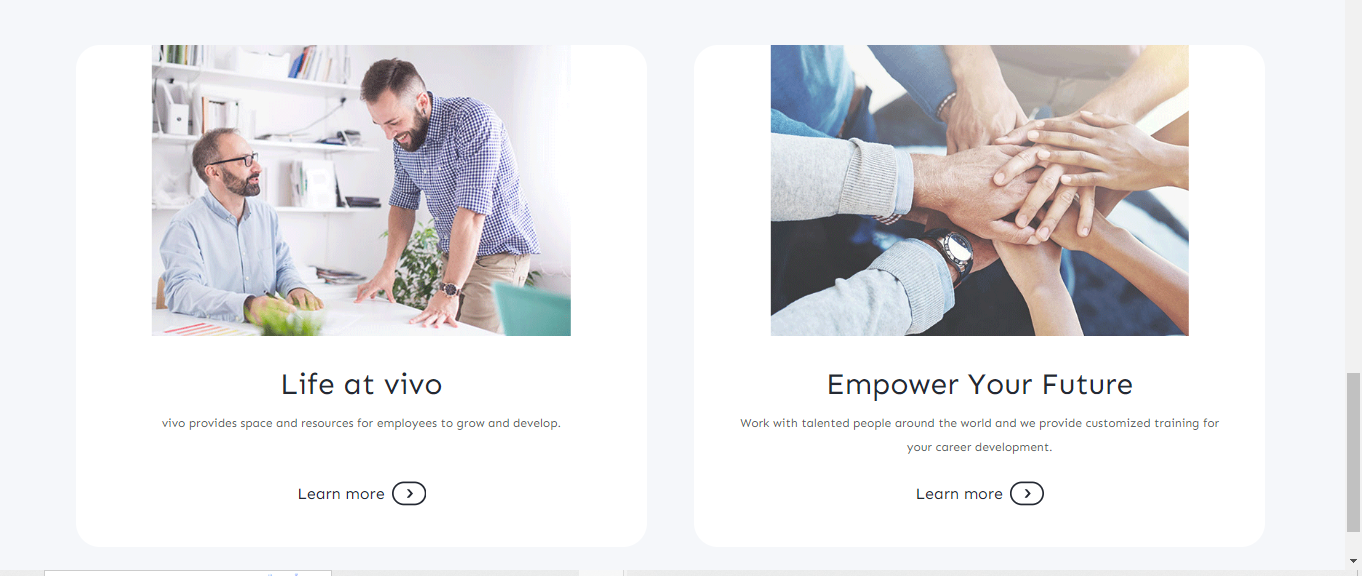 Life at vivo
vivo provides space and resources for employees to grow and develop.
Learn more
Empower Your Future
Work with talented people around the world and we provide customized training for
your career development.
Learn more